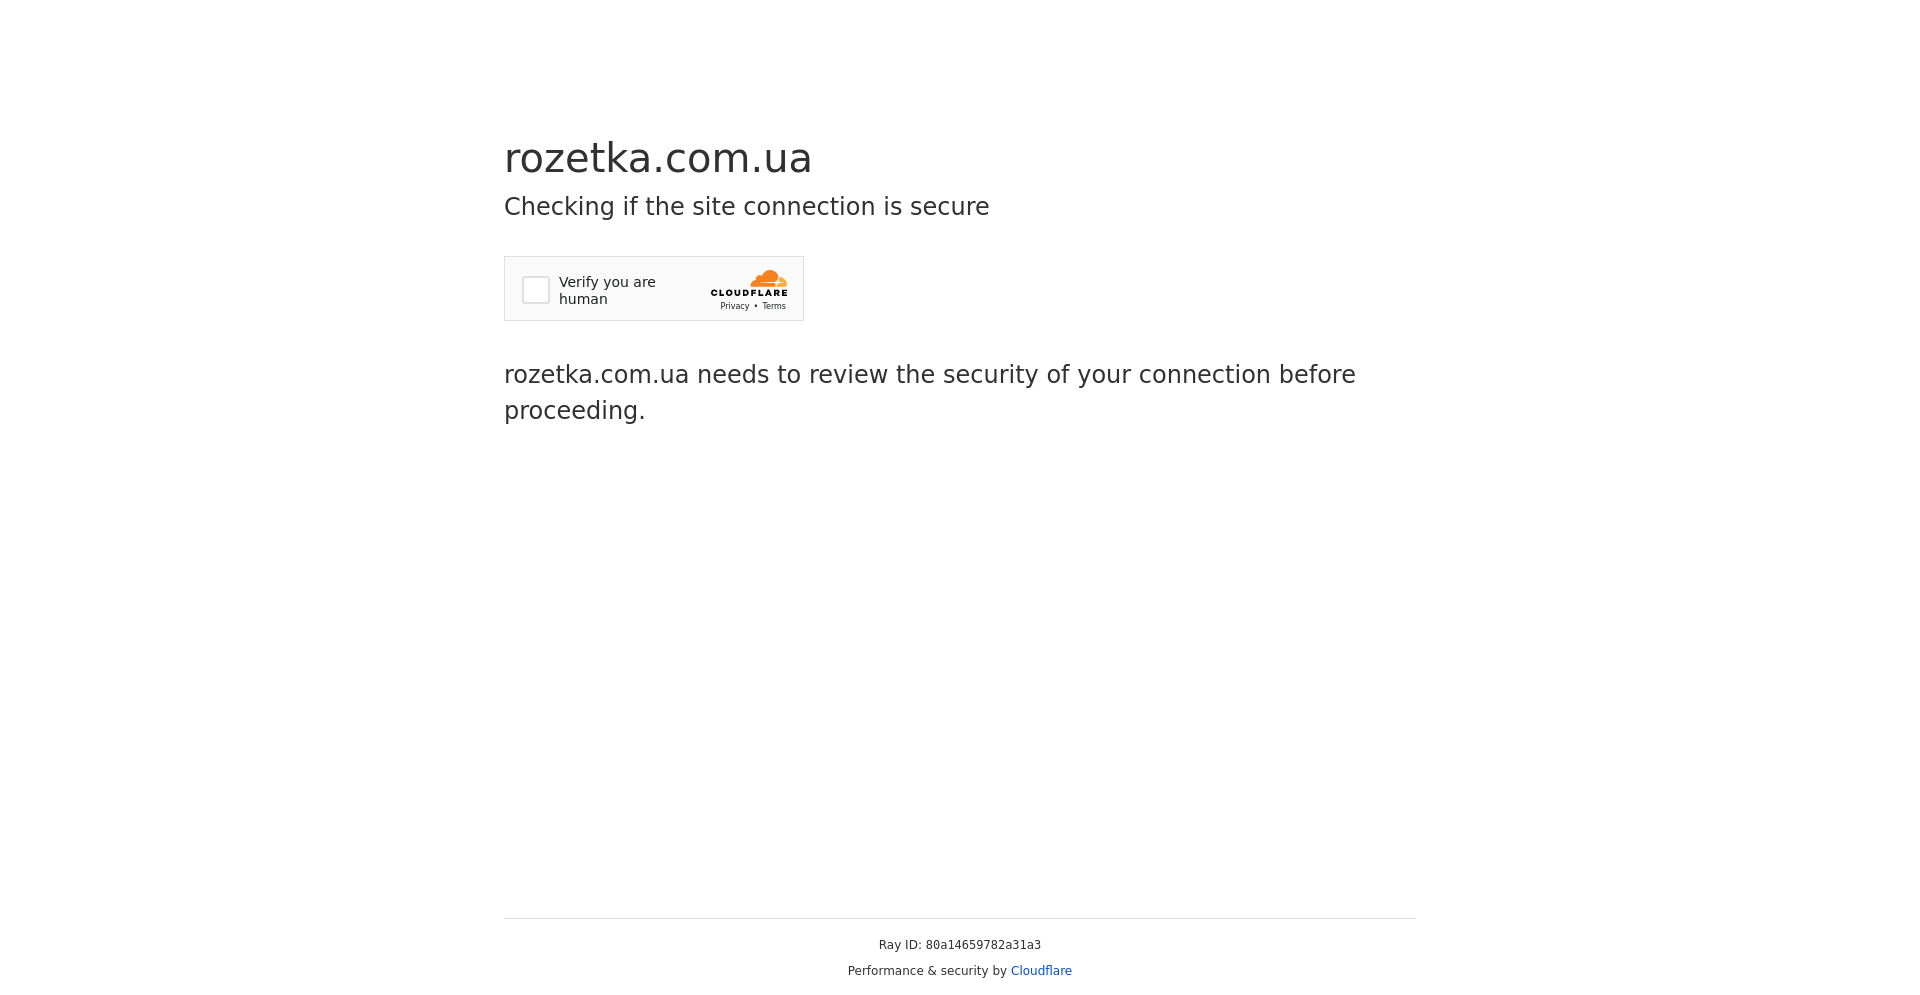 rozetka.com.ua
Checking if the site connection is secure
Verify you are
human
CLOUDFLARE
Privacy • Terms
rozetka.com.ua needs to review the security of your connection before
proceeding.
Ray ID: 80a14659782a31a3
Performance & security by Cloudflare